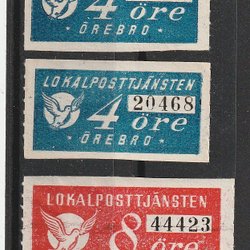 4 öre
ÖREBRO
LOKALPOSTTJÄNSTEN
20468
4 öre
ÖREBRO
LOKALPOSTTJÄNSTEN
44423
8 öre